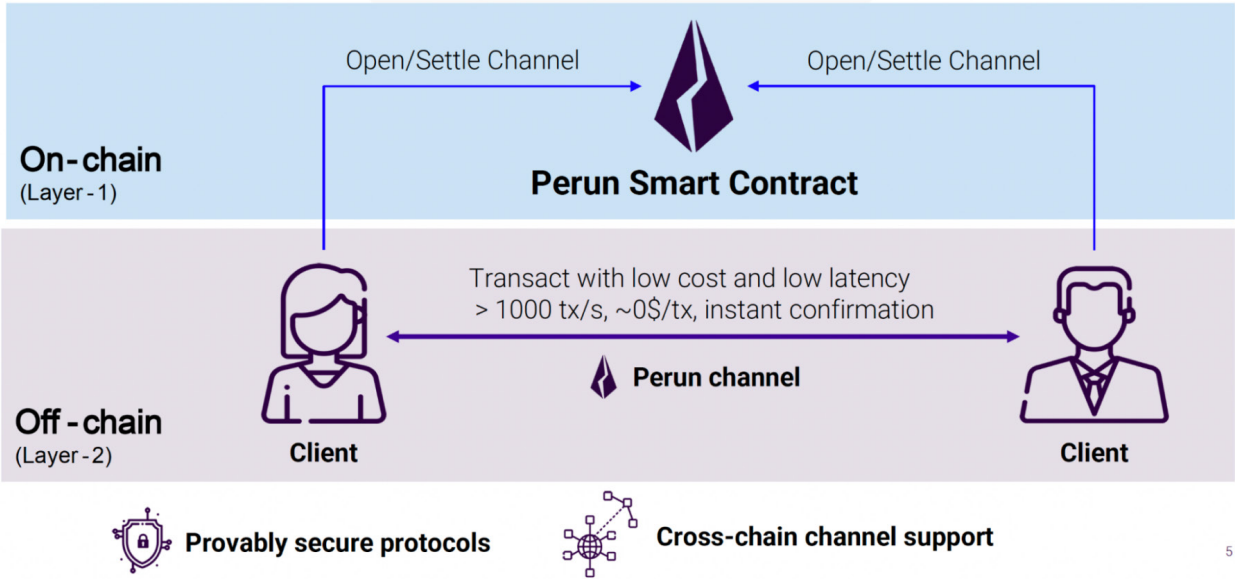 Open/Settle Channel
Open/Settle Channel
On-chain
(Layer-1)
Perun Smart Contract
Transact with low cost and low latency
> 1000 tx/s, ~0$/tx, instant confirmation
Perun channel
Off-chain
(Layer-2)
Client
Client
Provably secure protocols
Cross-chain channel support
5